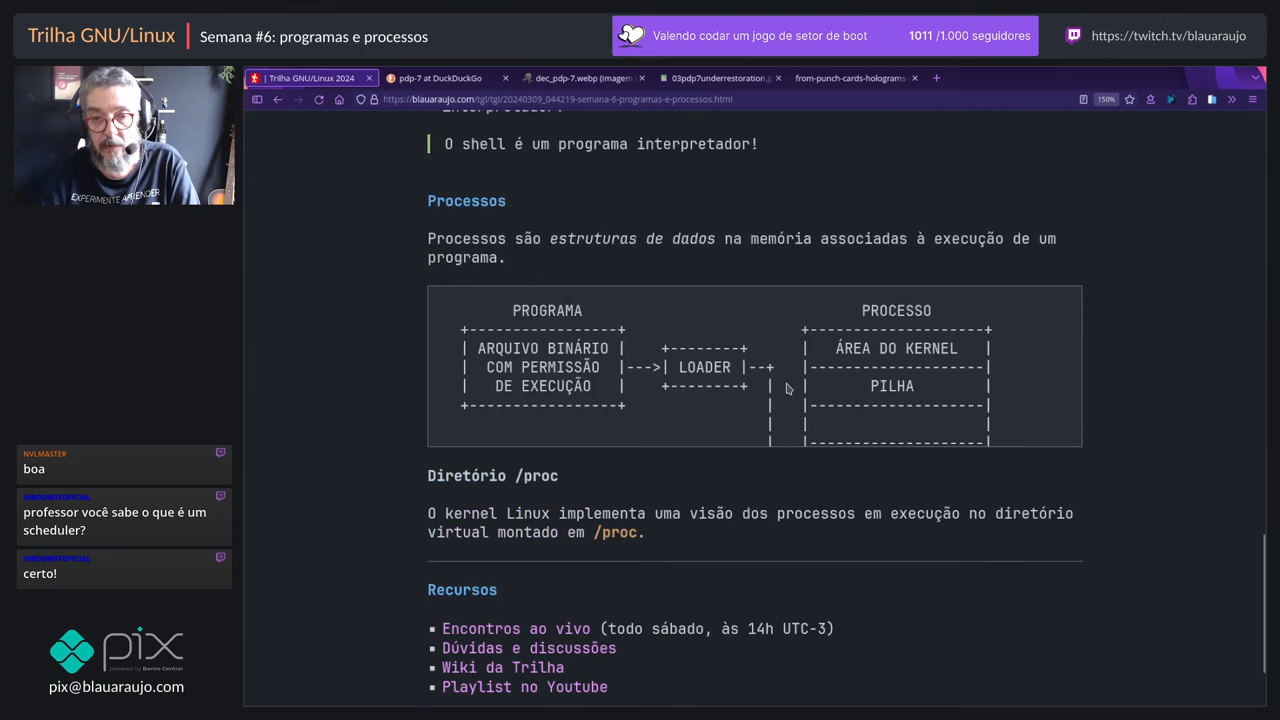 Trilha GNU/Linux
Semana #6: programas e processos
Valendo codar um jogo de setor de boot
1011 /1.000 seguidores
https://twitch.tv/blauaraujo
| Trilha GNU/Linux 2024
pdp-7 at DuckDuckGo
dec_pdp-7.webp (imagem
03pdp7underrestoration.j
from-punch-cards-holograms-
https://blauaraujo.com/tgl/tgl/20240309_044219-semana-6-programas-e-processos.html
150%
EXPERIMENTE APRENDER
O shell é um programa interpretador!
Processos
Processos são estruturas de dados na memória associadas à execução de um
programa.
PROGRAMA PROCESSO
+-----------------+ +--------------------+
| ARQUIVO BINÁRIO | +--------+ | ÁREA DO KERNEL |
| COM PERMISSÃO |--->| LOADER |--+ |--------------------|
| DE EXECUÇÃO | +--------+ | | PILHA |
+-----------------+ | |--------------------|
| | |
| |--------------------|
Diretório /proc
O kernel Linux implementa uma visão dos processos em execução no diretório
virtual montado em /proc.
Recursos
▪ Encontros ao vivo (todo sábado, às 14h UTC-3)
▪ Dúvidas e discussões
▪ Wiki da Trilha
▪ Playlist no Youtube
NVLMASTER
boa
professor você sabe o que é um
scheduler?
certo!
pix
powered by Banco Central
pix@blauaraujo.com